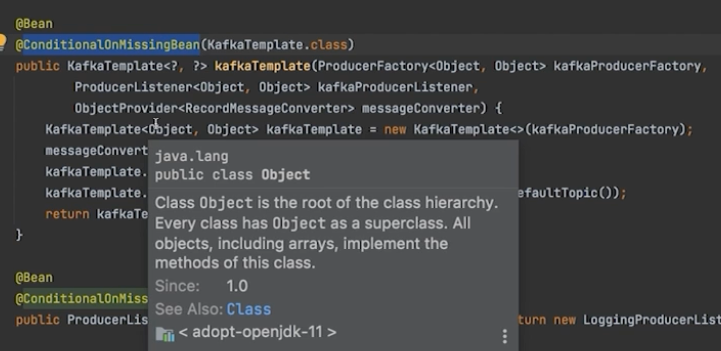 @Bean
@ConditionalOnMissingBean(KafkaTemplate.class)
public KafkaTemplate<?, ?> kafkaTemplate(ProducerFactory<Object, Object> kafkaProducerFactory,
ProducerListener<Object, Object> kafkaProducerListener,
ObjectProvider<RecordMessageConverter> messageConverter) {
KafkaTemplate<Object, Object> kafkaTemplate = new KafkaTemplate<>(kafkaProducerFactory);
messageConvert
kafkaTemplate.
kafkaTemplate. efaultTopic());
return kafkaTe
}
java.lang
public class Object
Class Object is the root of the class hierarchy.
Every class has Object as a superclass. All
objects, including arrays, implement the
methods of this class.
Since: 1.0
See Also: Class
< adopt-openjdk-11 >
@Bean
@ConditionalOnMiss
public ProducerLis turn new LoggingProducerList